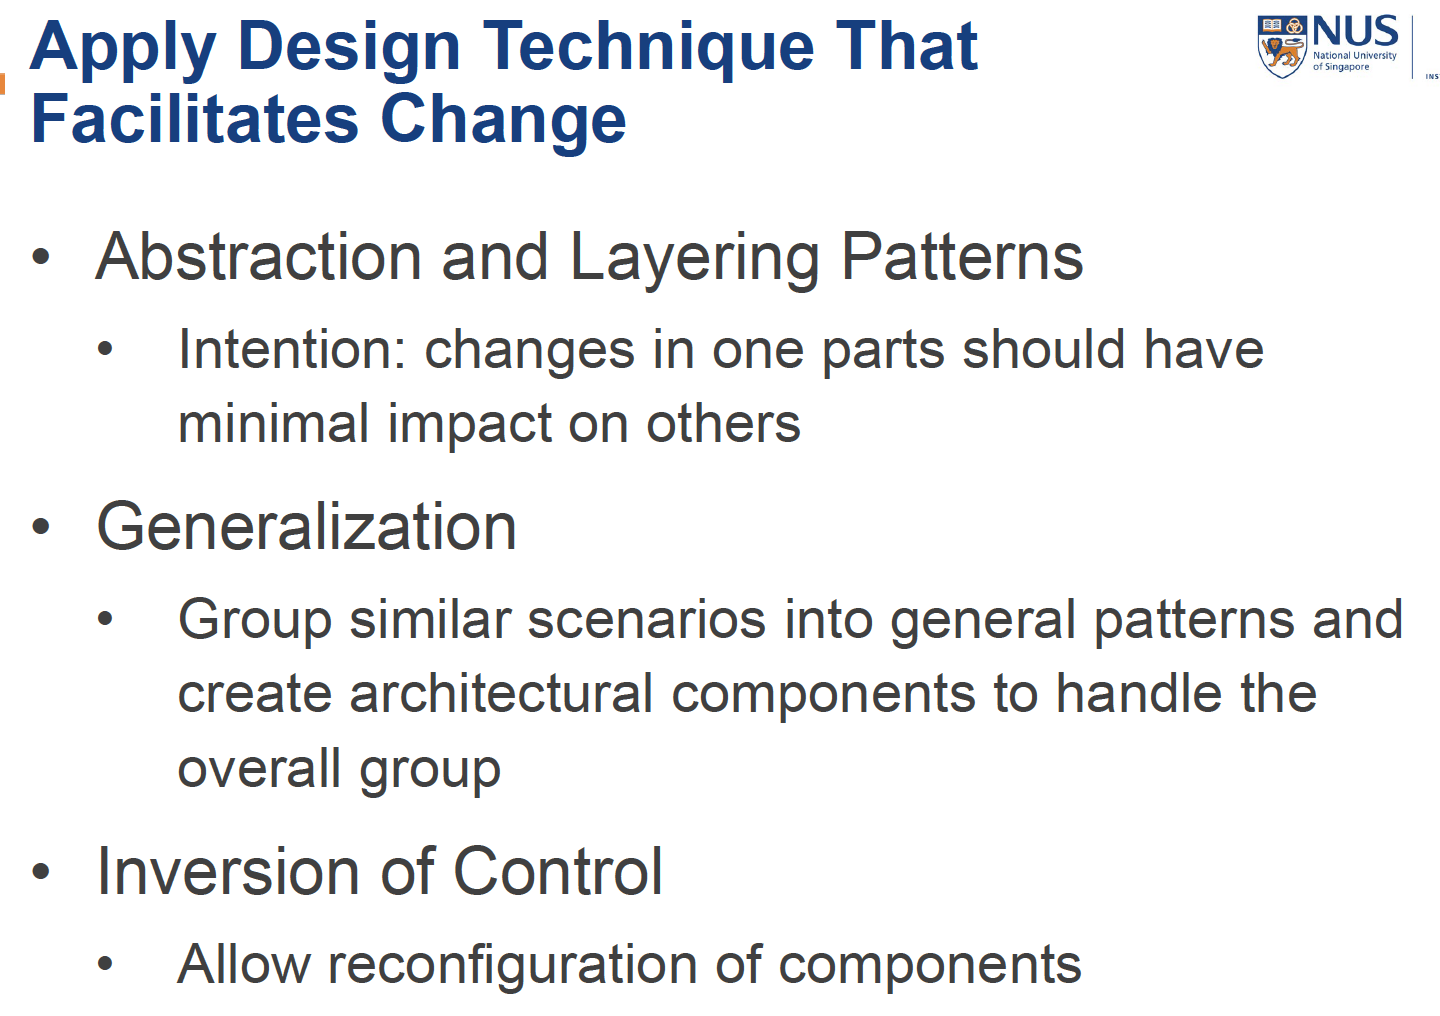 Apply Design Technique That
Facilitates Change
NUS
National University
of Singapore
INS
• Abstraction and Layering Patterns
• Intention: changes in one parts should have
minimal impact on others
• Generalization
• Group similar scenarios into general patterns and
create architectural components to handle the
overall group
• Inversion of Control
• Allow reconfiguration of components